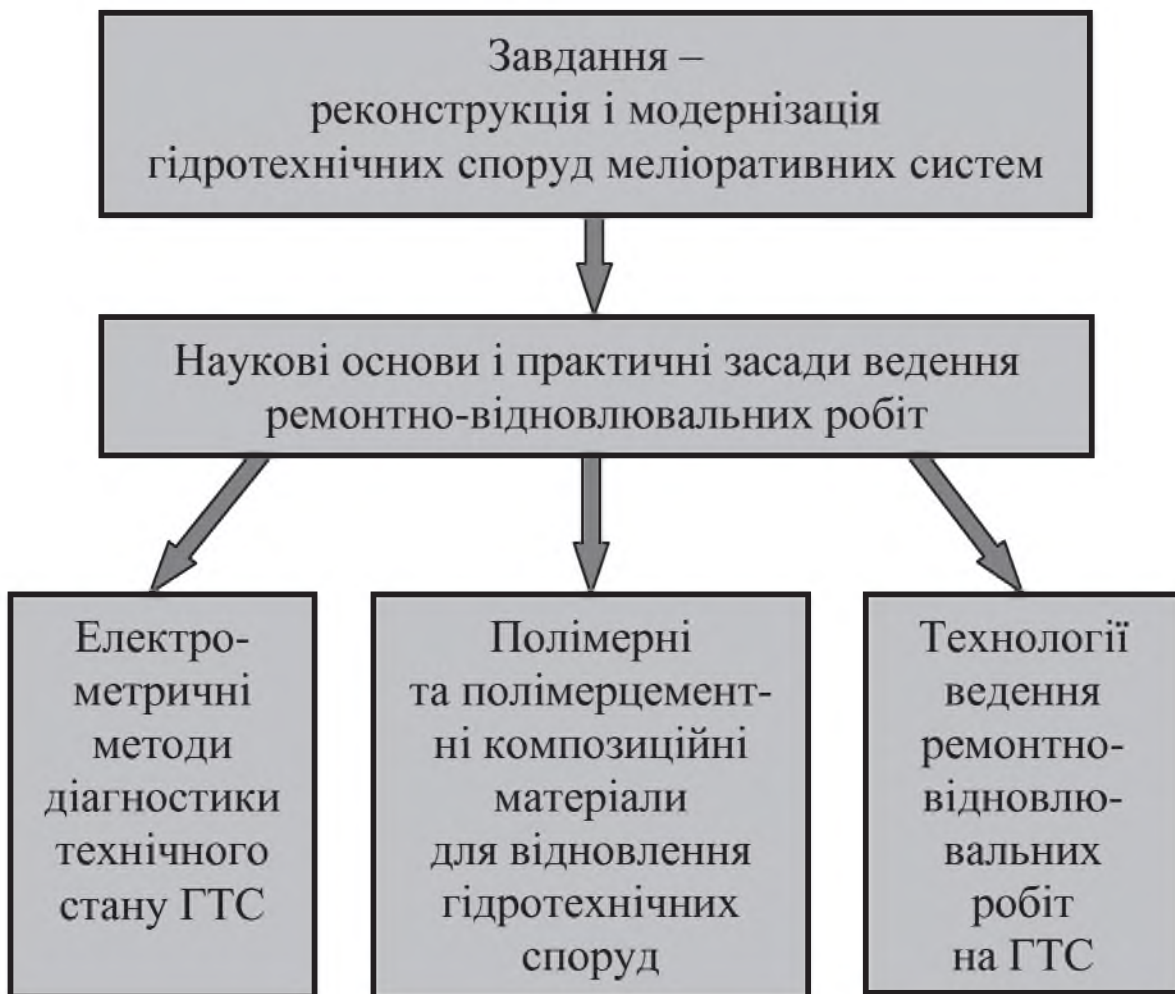 Завдання –
реконструкція і модернізація
гідротехнічних споруд меліоративних систем
Наукові основи і практичні засади ведення
ремонтно-відновлювальних робіт
Електро-
метричні
методи
діагностики
технічного
стану ГТС
Полімерні
та полімерцемент-
ні композиційні
матеріали
для відновлення
гідротехнічних
споруд
Технології
ведення
ремонтно-
відновлю-
вальних
робіт
на ГТС